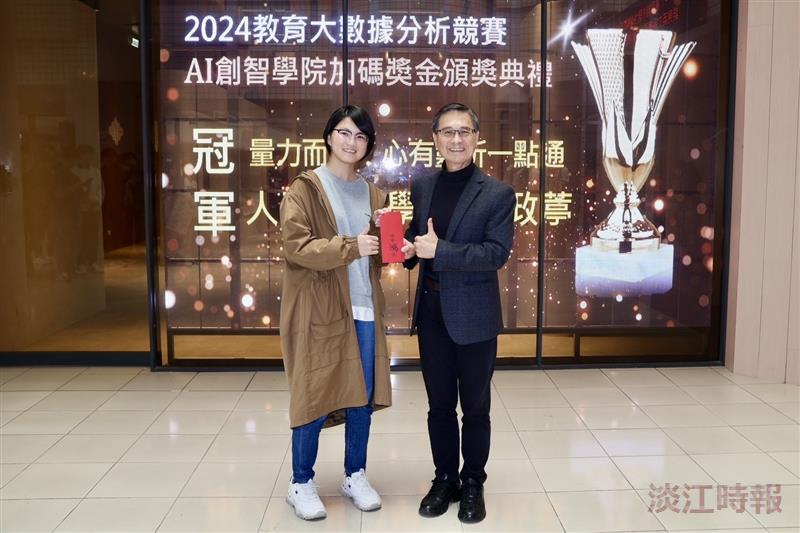 2024教育大數據分析競賽
AI創智學院加碼獎金頒獎典禮
冠軍
量力而 心有 一點通
人 學 政葶
淡江時報